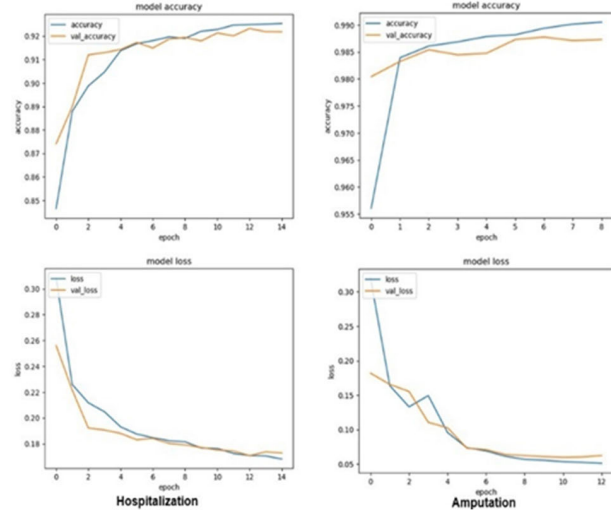 model accuracy
accuracy
val_accuracy
0.92
0.91
0.90
0.89
0.88
0.87
0.86
0.85
accuracy
0 2 4 6 8 10 12 14
epoch
model accuracy
accuracy
val_accuracy
0.990
0.985
0.980
0.975
0.970
0.965
0.960
0.955
accuracy
0 1 2 3 4 5 6 7 8
epoch
model loss
loss
val_loss
0.30
0.28
0.26
0.24
0.22
0.20
0.18
loss
0 2 4 6 8 10 12 14
epoch
Hospitalization
model loss
loss
val_loss
0.30
0.25
0.20
0.15
0.10
0.05
loss
0 2 4 6 8 10 12
epoch
Amputation